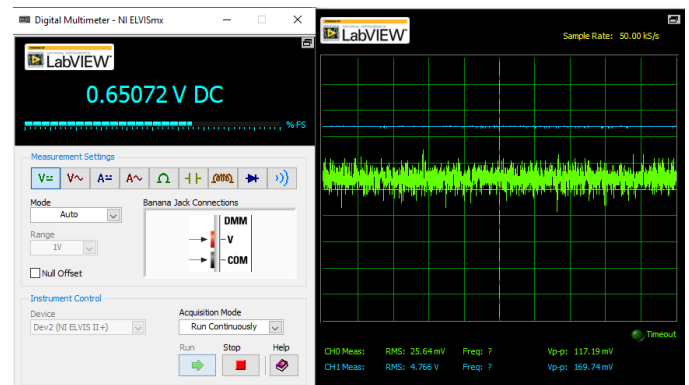 Digital Multimeter - NI ELVISmx
LabVIEW
0.65072 V DC
% FS
Measurement Settings
V= V~ A= A~ Ω
Mode
Auto
Banana Jack Connections
DMM
V
COM
Range
1V
Null Offset
Instrument Control
Device
Dev2 (NI ELVIS II+)
Acquisition Mode
Run Continuously
Run Stop Help
LabVIEW
Sample Rate: 50.00 kS/s
Timeout
CH0 Meas: RMS: 25.64 mV Freq: ? Vp-p: 117.19 mV
CH1 Meas: RMS: 4.766 V Freq: ? Vp-p: 169.74 mV